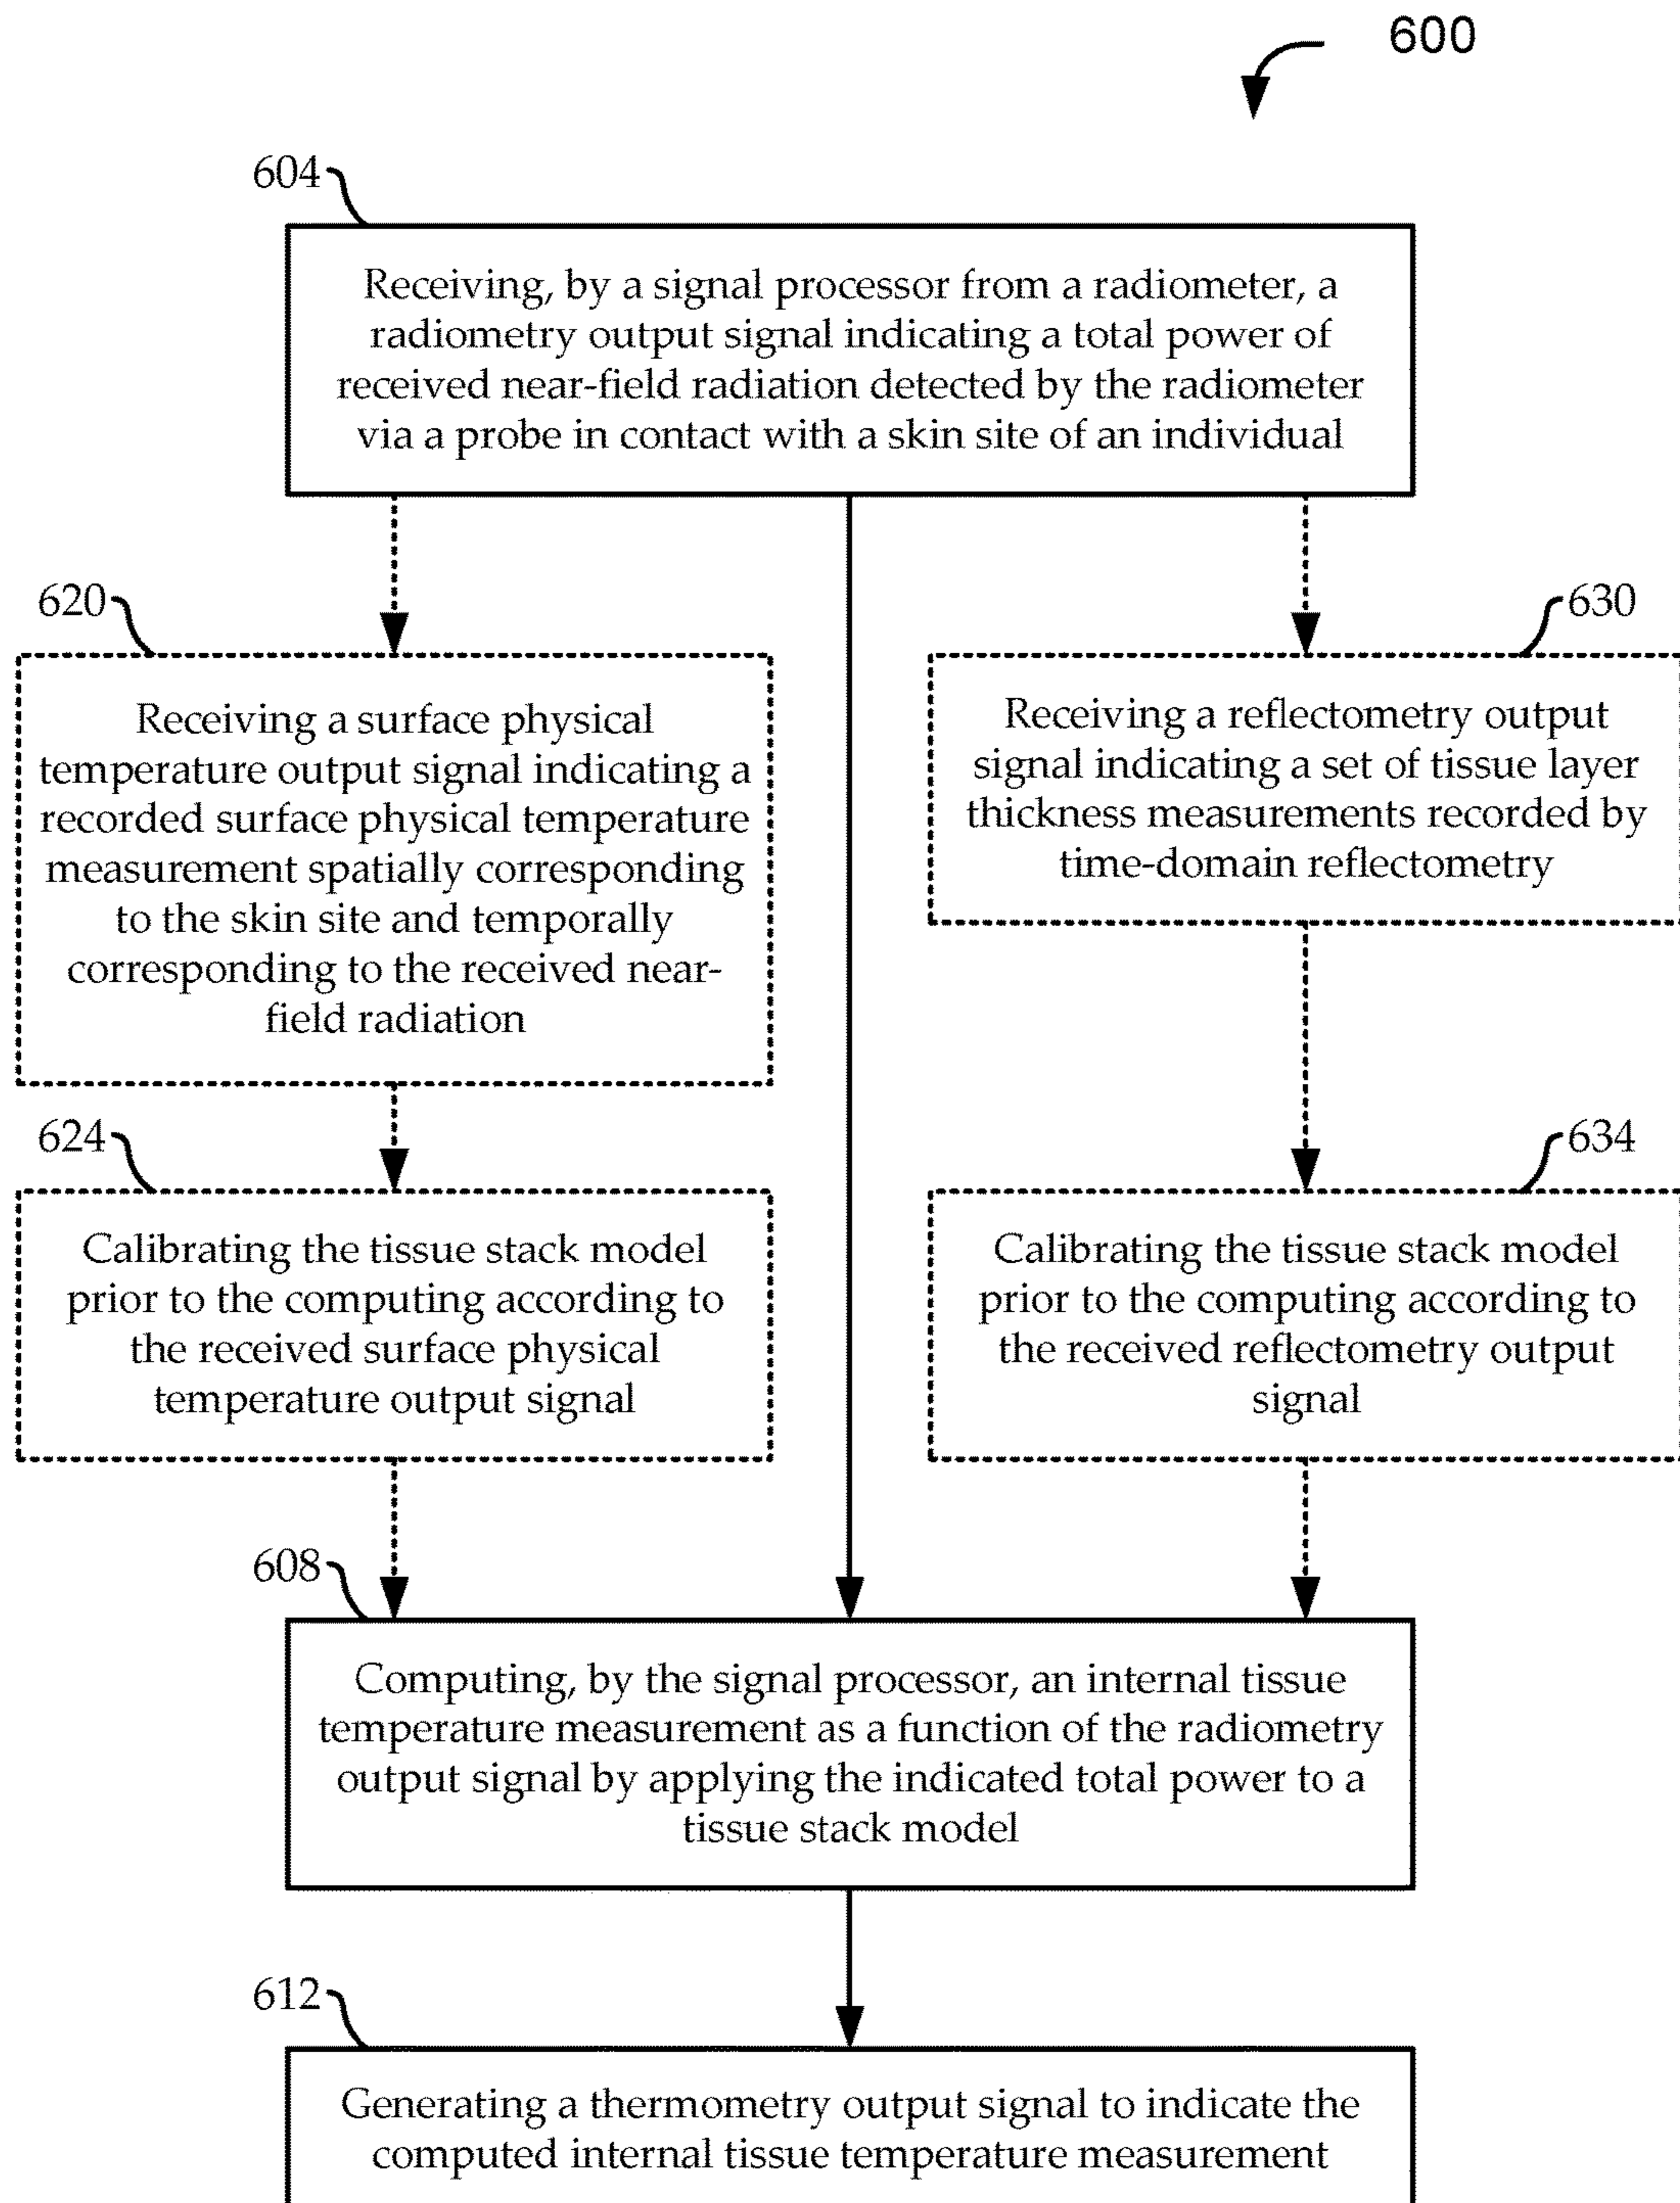 600
604
Receiving, by a signal processor from a radiometer, a
radiometry output signal indicating a total power of
received near-field radiation detected by the radiometer
via a probe in contact with a skin site of an individual
620
Receiving a surface physical
temperature output signal indicating a
recorded surface physical temperature
measurement spatially corresponding
to the skin site and temporally
corresponding to the received near-
field radiation
630
Receiving a reflectometry output
signal indicating a set of tissue layer
thickness measurements recorded by
time-domain reflectometry
624
Calibrating the tissue stack model
prior to the computing according to
the received surface physical
temperature output signal
634
Calibrating the tissue stack model
prior to the computing according to
the received reflectometry output
signal
608
Computing, by the signal processor, an internal tissue
temperature measurement as a function of the radiometry
output signal by applying the indicated total power to a
tissue stack model
612
Generating a thermometry output signal to indicate the
computed internal tissue temperature measurement